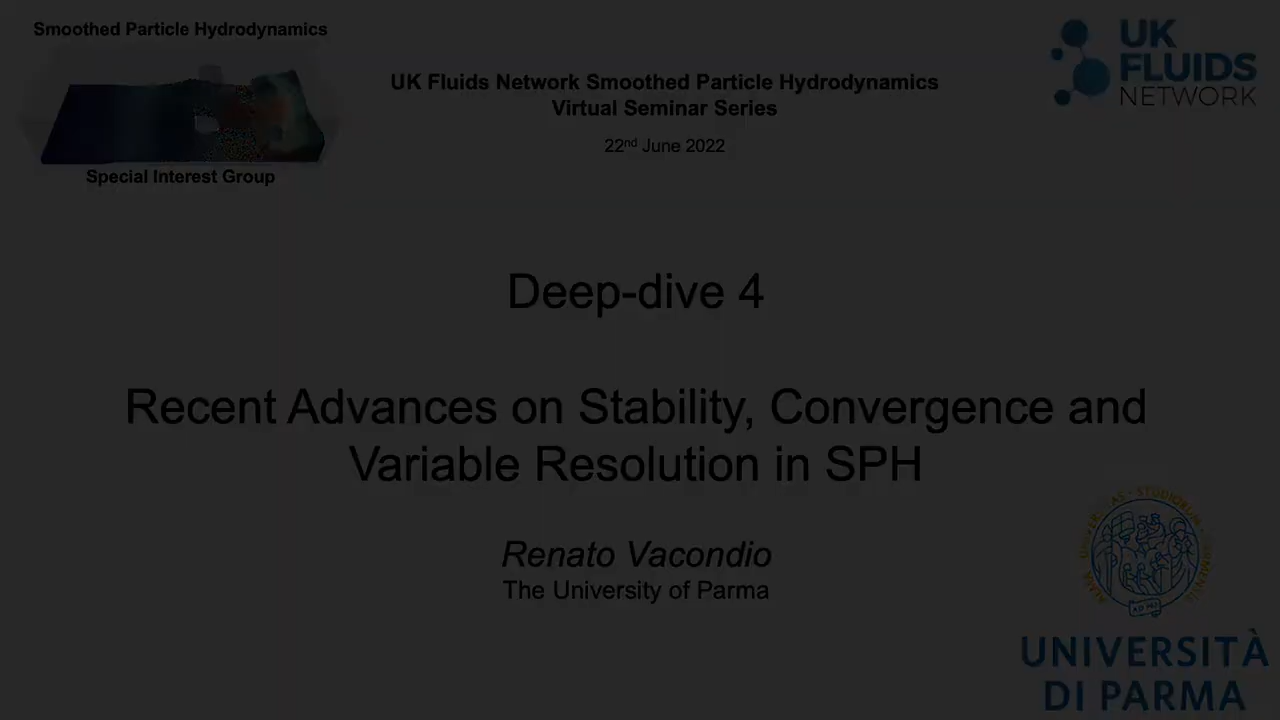 Smoothed Particle Hydrodynamics
Special Interest Group
UK Fluids Network Smoothed Particle Hydrodynamics
Virtual Seminar Series
22nd June 2022
UK
FLUIDS
NETWORK
Deep-dive 4
Recent Advances on Stability, Convergence and
Variable Resolution in SPH
Renato Vacondio
The University of Parma
UNIVERSITÀ
DI PARMA